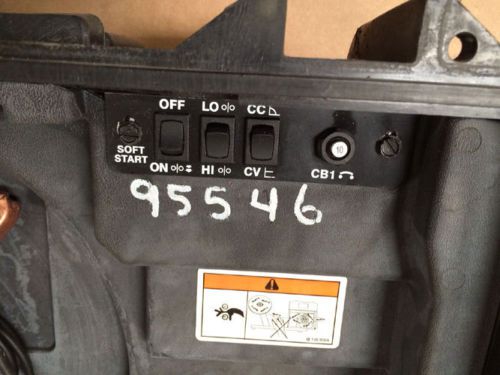 OFF LO CC
SOFT START
10
ON HI CV CB1
95546